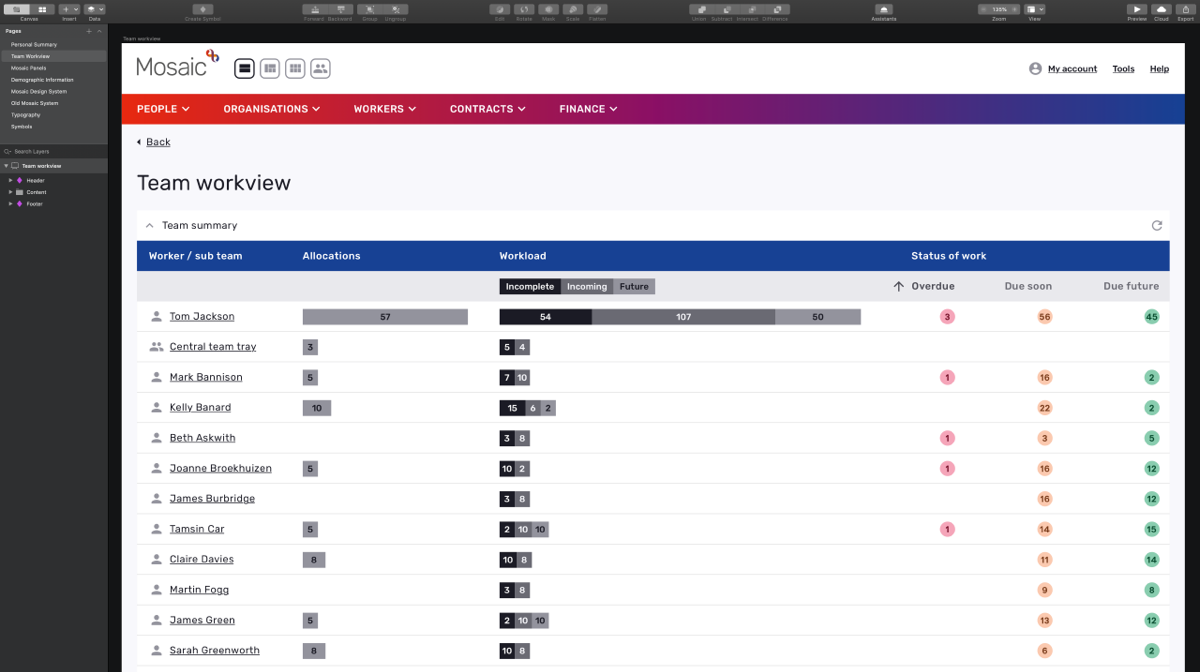 Canvas Insert Data Create Symbol Forward Backward Group Ungroup Edit Rotate Mask Scale Flatten Union Subtract Intersect Difference Assistants 135% Zoom View Preview Cloud Export
Pages
Personal Summary
Team Workview
Mosaic Panels
Demographic Information
Mosaic Design System
Old Mosaic System
Typography
Symbols
Search Layers
Team workview
Header
Content
Footer
Team workview
Mosaic
My account Tools Help
PEOPLE ORGANISATIONS WORKERS CONTRACTS FINANCE
Back
Team workview
Team summary
Worker / sub team Allocations Workload Status of work
Incomplete Incoming Future Overdue Due soon Due future
Tom Jackson 57 54 107 50 3 56 45
Central team tray 3 5 4
Mark Bannison 5 7 10 1 16 2
Kelly Banard 10 15 6 2 22 2
Beth Askwith 3 8 1 3 5
Joanne Broekhuizen 5 10 2 1 16 12
James Burbridge 3 8 16 12
Tamsin Car 5 2 10 10 1 14 15
Claire Davies 8 10 8 11 14
Martin Fogg 3 8 9 8
James Green 5 2 10 10 13 12
Sarah Greenworth 8 10 8 6 2